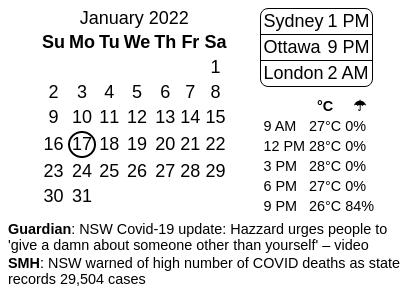 January 2022
Su Mo Tu We Th Fr Sa
1
2 3 4 5 6 7 8
9 10 11 12 13 14 15
16 17 18 19 20 21 22
23 24 25 26 27 28 29
30 31
Sydney 1 PM
Ottawa 9 PM
London 2 AM
°C ☂
9 AM 27°C 0%
12 PM 28°C 0%
3 PM 28°C 0%
6 PM 27°C 0%
9 PM 26°C 84%
Guardian: NSW Covid-19 update: Hazzard urges people to
'give a damn about someone other than yourself' – video
SMH: NSW warned of high number of COVID deaths as state
records 29,504 cases